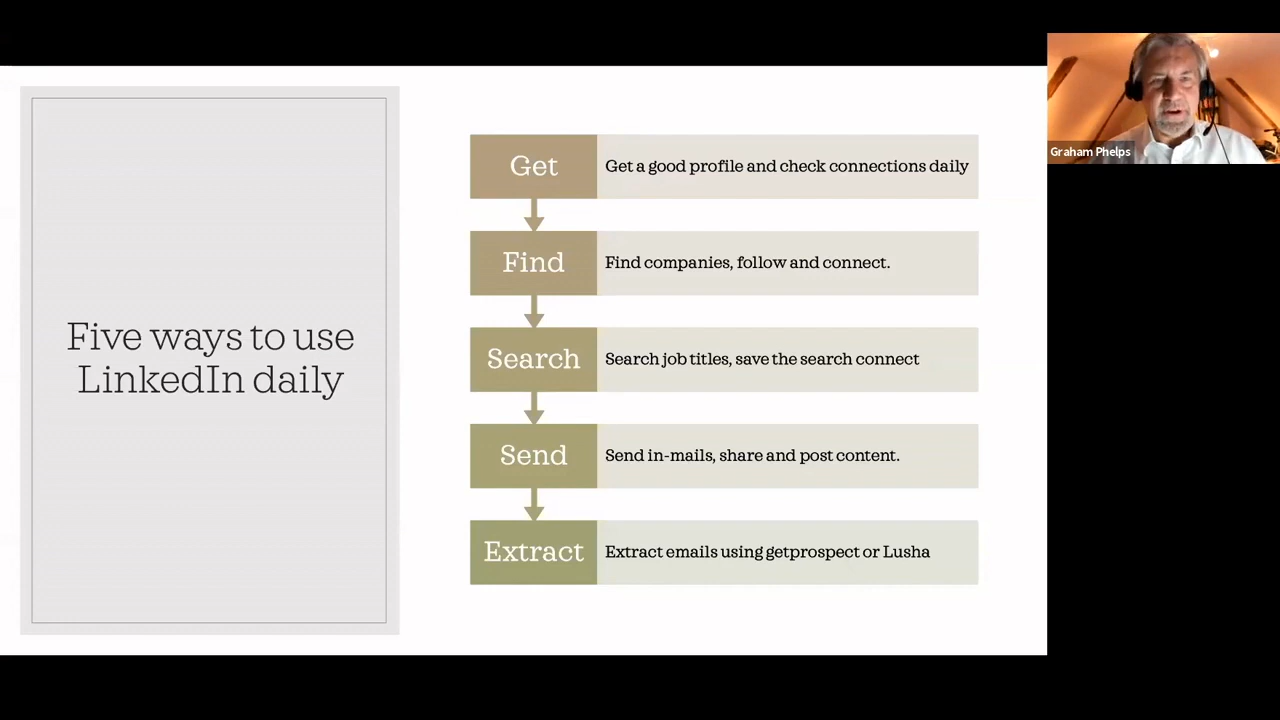 Five ways to use
LinkedIn daily
Get
Get a good profile and check connections daily
Find
Find companies, follow and connect.
Search
Search job titles, save the search connect
Send
Send in-mails, share and post content.
Extract
Extract emails using getprospect or Lusha
Graham Phelps